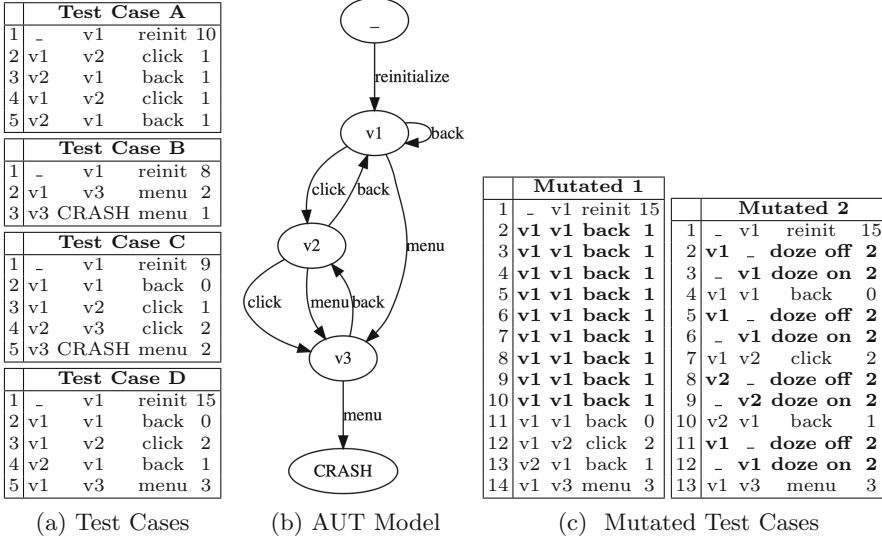 Test Case A
1 _ v1 reinit 10
2 v1 v2 click 1
3 v2 v1 back 1
4 v1 v2 click 1
5 v2 v1 back 1
Test Case B
1 _ v1 reinit 8
2 v1 v3 menu 2
3 v3 CRASH menu 1
Test Case C
1 _ v1 reinit 9
2 v1 v1 back 0
3 v1 v2 click 1
4 v2 v3 click 2
5 v3 CRASH menu 2
Test Case D
1 _ v1 reinit 15
2 v1 v1 back 0
3 v1 v2 click 2
4 v2 v1 back 1
5 v1 v3 menu 3
(a) Test Cases
_
reinitialize
v1
back
click
back
menu
v2
click
menu
back
v3
menu
CRASH
(b) AUT Model
Mutated 1
1 _ v1 reinit 15
2 v1 v1 back 1
3 v1 v1 back 1
4 v1 v1 back 1
5 v1 v1 back 1
6 v1 v1 back 1
7 v1 v1 back 1
8 v1 v1 back 1
9 v1 v1 back 1
10 v1 v1 back 1
11 v1 v1 back 0
12 v1 v2 click 2
13 v2 v1 back 1
14 v1 v3 menu 3
Mutated 2
1 _ v1 reinit 15
2 v1 _ doze off 2
3 _ v1 doze on 2
4 v1 v1 back 0
5 v1 _ doze off 2
6 _ v1 doze on 2
7 v1 v2 click 2
8 v2 _ doze off 2
9 _ v2 doze on 2
10 v2 v1 back 1
11 v1 _ doze off 2
12 _ v1 doze on 2
13 v1 v3 menu 3
(c) Mutated Test Cases